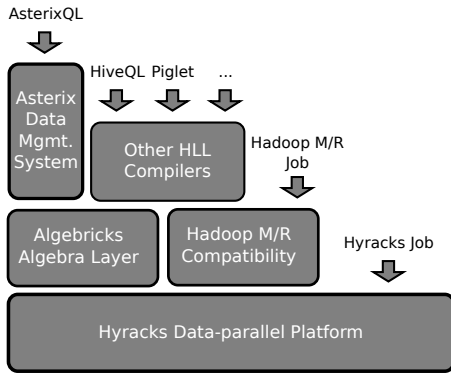 AsterixQL
HiveQL Piglet ...
Asterix
Data
Mgmt.
System
Other HLL
Compilers
Hadoop M/R
Job
Algebricks
Algebra Layer
Hadoop M/R
Compatibility
Hyracks Job
Hyracks Data-parallel Platform